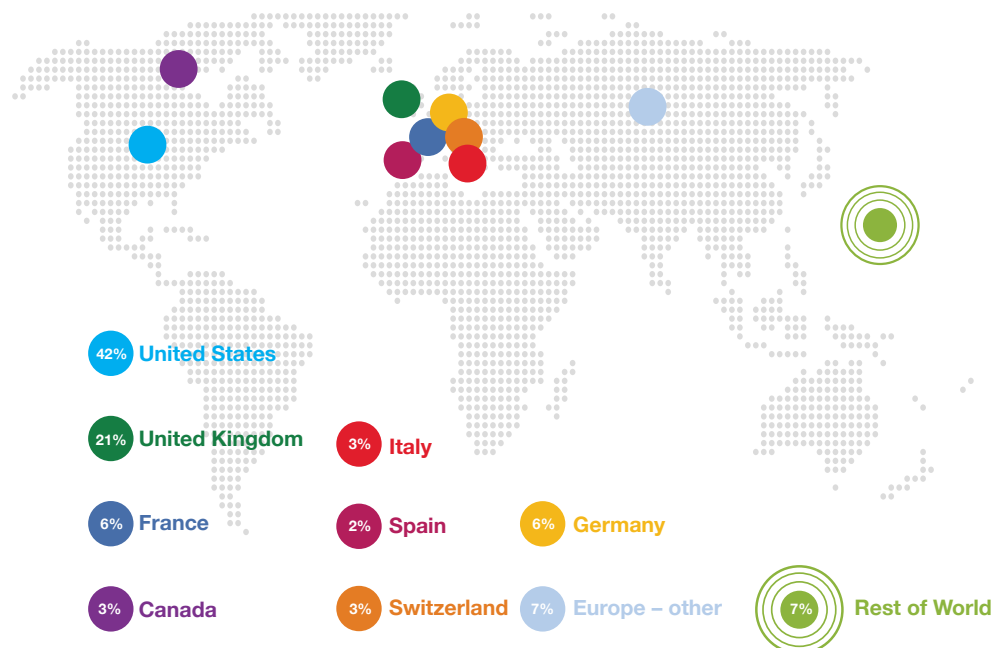 42% United States
21% United Kingdom
3% Italy
6% France
2% Spain
6% Germany
3% Canada
3% Switzerland
7% Europe – other
7% Rest of World